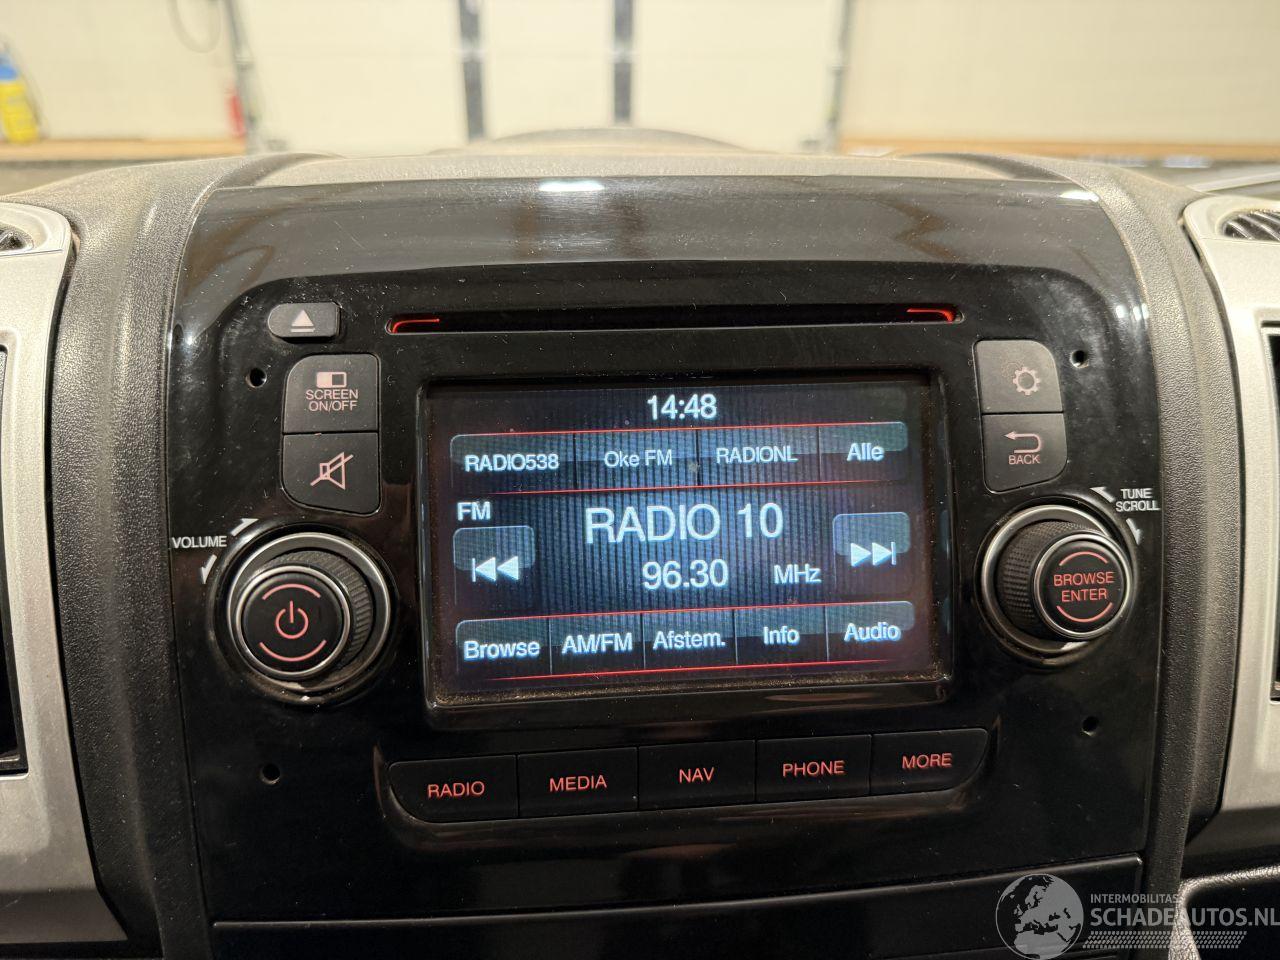 SCREEN
ON/OFF
VOLUME
14:48
RADIO538 Oke FM RADIONL Alle
FM
RADIO 10
96.30 MHz
Browse AM/FM Afstem. Info Audio
BACK
TUNE
SCROLL
BROWSE
ENTER
RADIO MEDIA NAV PHONE MORE
INTERMOBILITAS
SCHADEAUTOS.NL